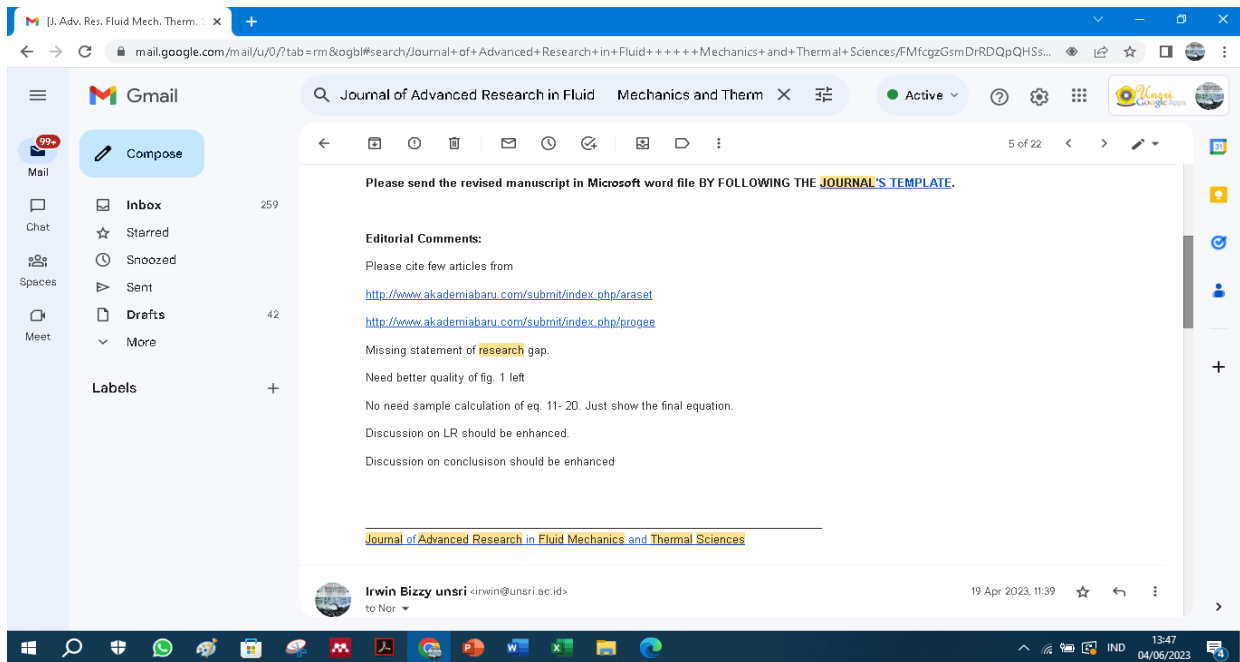 [J. Adv. Res. Fluid Mech. Therm. S
mail.google.com/mail/u/0/?tab=rm&ogbl#search/Journal+of+Advanced+Research+in+Fluid++++++Mechanics+and+Thermal+Sciences/FMfcgzGsmDrRDQpQHSs...
Gmail
Journal of Advanced Research in Fluid Mechanics and Therm
Active
Unsri
Google Apps
99+
Mail
Chat
Spaces
Meet
Compose
Inbox 259
Starred
Snoozed
Sent
Drafts 42
More
Labels
5 of 22
31
Please send the revised manuscript in Microsoft word file BY FOLLOWING THE JOURNAL'S TEMPLATE.
Editorial Comments:
Please cite few articles from
http://www.akademiabaru.com/submit/index.php/araset
http://www.akademiabaru.com/submit/index.php/progee
Missing statement of research gap.
Need better quality of fig. 1 left
No need sample calculation of eq. 11- 20. Just show the final equation.
Discussion on LR should be enhanced.
Discussion on conclusison should be enhanced
Journal of Advanced Research in Fluid Mechanics and Thermal Sciences
Irwin Bizzy unsri <irwin@unsri.ac.id> 19 Apr 2023, 11:39
to Nor
IND
13:47
04/06/2023
4